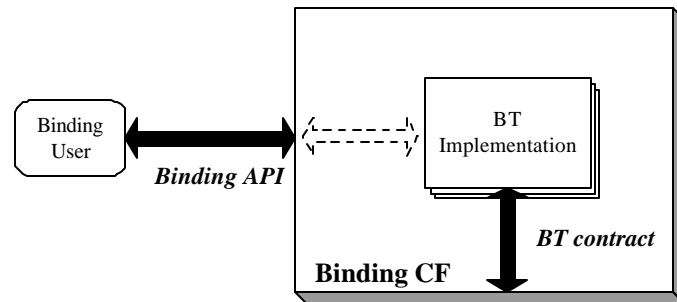 Binding
User
Binding API
BT
Implementation
BT contract
Binding CF